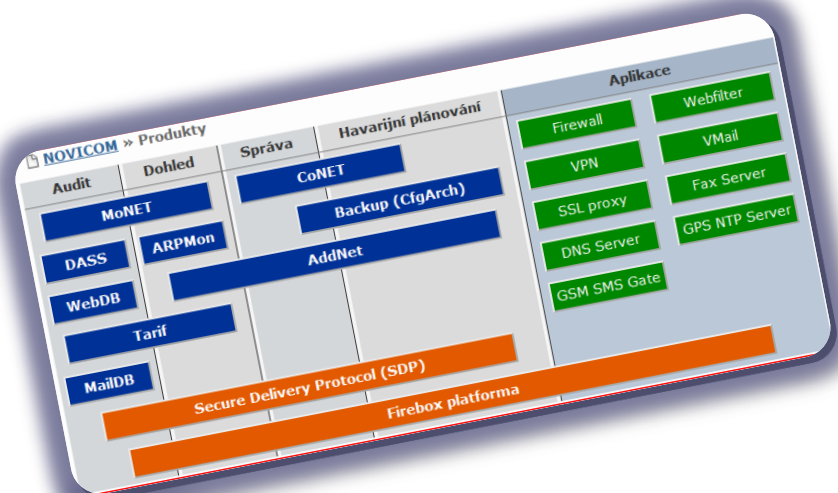 NOVICOM » Produkty
Audit
Dohled
Správa
Havarijní plánování
Aplikace
MoNET
CoNET
Backup (CfgArch)
DASS
ARPMon
AddNet
WebDB
Tarif
MailDB
Secure Delivery Protocol (SDP)
Firebox platforma
Firewall
Webfilter
VPN
VMail
SSL proxy
Fax Server
DNS Server
GPS NTP Server
GSM SMS Gate